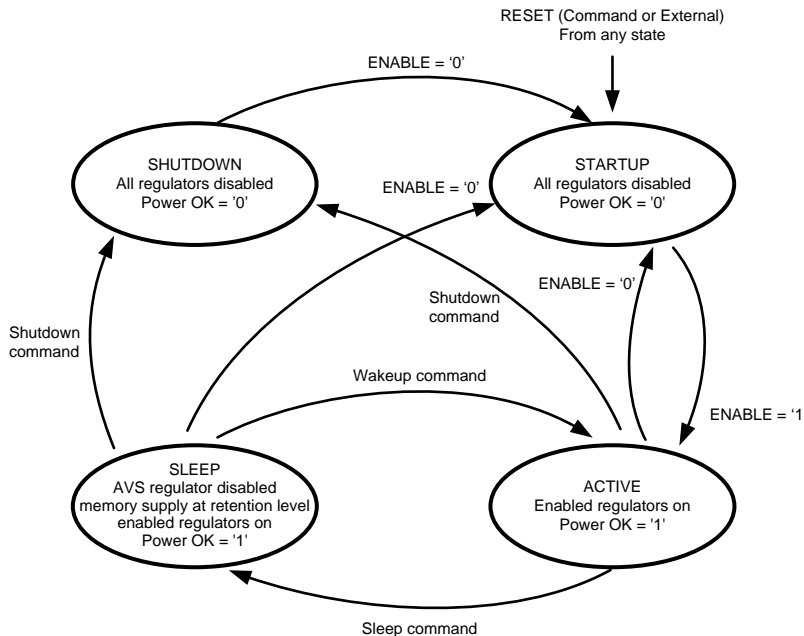 RESET (Command or External)
From any state
ENABLE = ‘0’
SHUTDOWN
All regulators disabled
Power OK = '0'
STARTUP
All regulators disabled
Power OK = '0'
ENABLE = ‘0’
ENABLE = ‘0’
Shutdown
command
Shutdown
command
Wakeup command
ENABLE = ‘1
SLEEP
AVS regulator disabled
memory supply at retention level
enabled regulators on
Power OK = '1'
ACTIVE
Enabled regulators on
Power OK = '1'
Sleep command